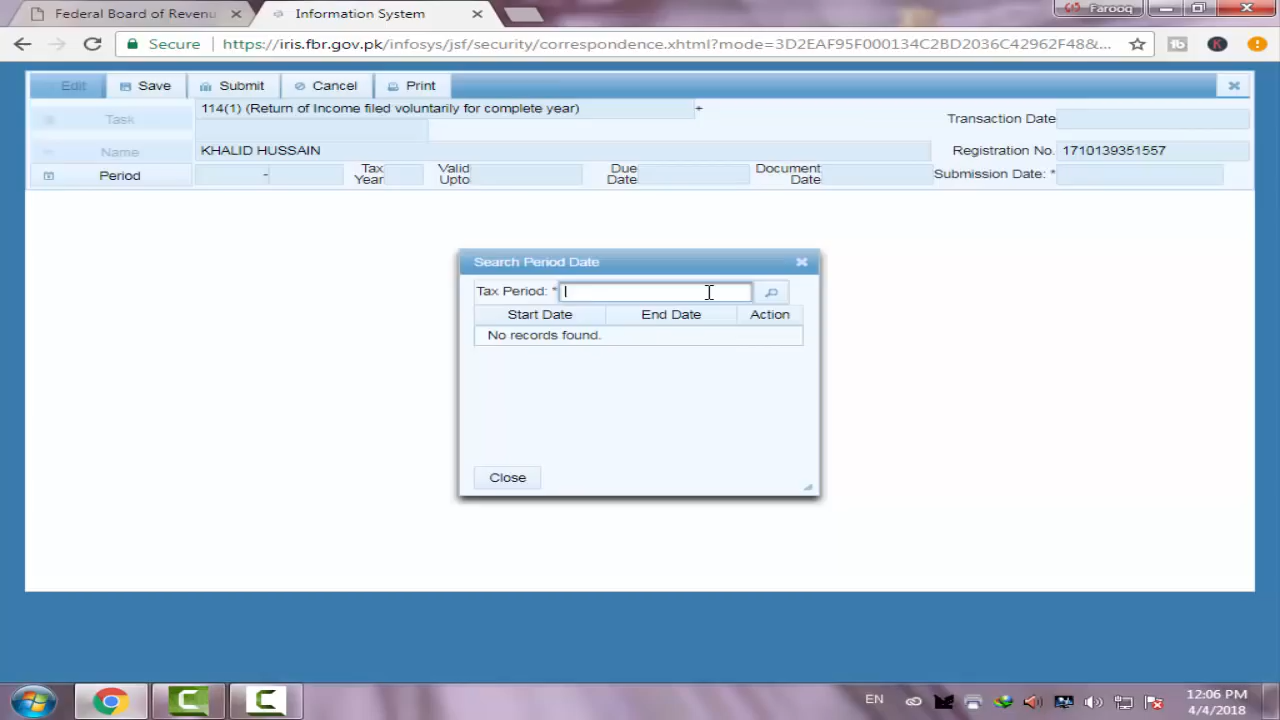 Federal Board of Revenu
Information System
Farooq
Secure
https://iris.fbr.gov.pk/infosys/jsf/security/correspondence.xhtml?mode=3D2EAF95F000134C2BD2036C42962F48&...
K
Edit
Save
Submit
Cancel
Print
Task
114(1) (Return of Income filed voluntarily for complete year)
+
Transaction Date
Name
KHALID HUSSAIN
Registration No.
1710139351557
Period
-
Tax Year
Valid Upto
Due Date
Document Date
Submission Date: *
Search Period Date
Tax Period: *
Start Date
End Date
Action
No records found.
Close
EN
12:06 PM
4/4/2018